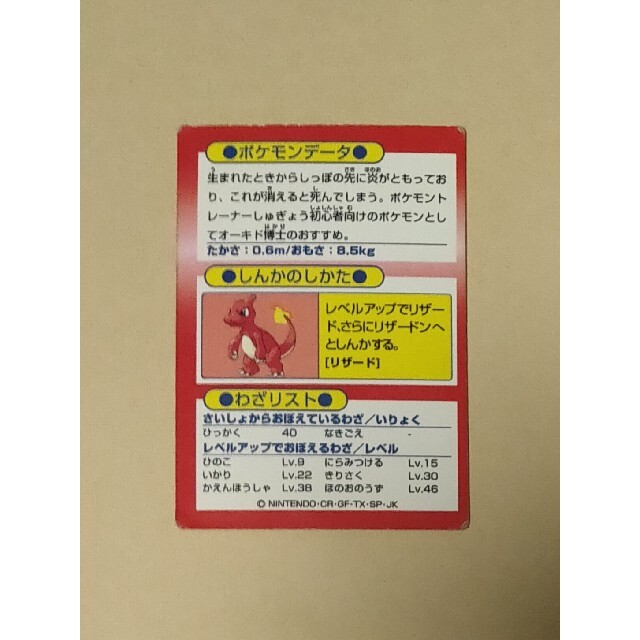 ●ポケモンデータ●
生まれたときからしっぽの先に炎がともってお
り、これが消えると死んでしまう。ポケモント
レーナーしゅぎょう初心者向けのポケモンとし
てオーキド博士のおすすめ。
たかさ：0.6m/おもさ：8.5kg
●しんかのしかた●
レベルアップでリザー
ド、さらにリザードンへ
としんかする。
[リザード]
●わざリスト●
さいしょからおぼえているわざ／いりょく
ひっかく 40 なきごえ -
レベルアップでおぼえるわざ／レベル
ひのこ Lv.9 にらみつける Lv.15
いかり Lv.22 きりさく Lv.30
かえんほうしゃ Lv.38 ほのおのうず Lv.46
© NINTENDO・CR・GF・TX・SP・JK